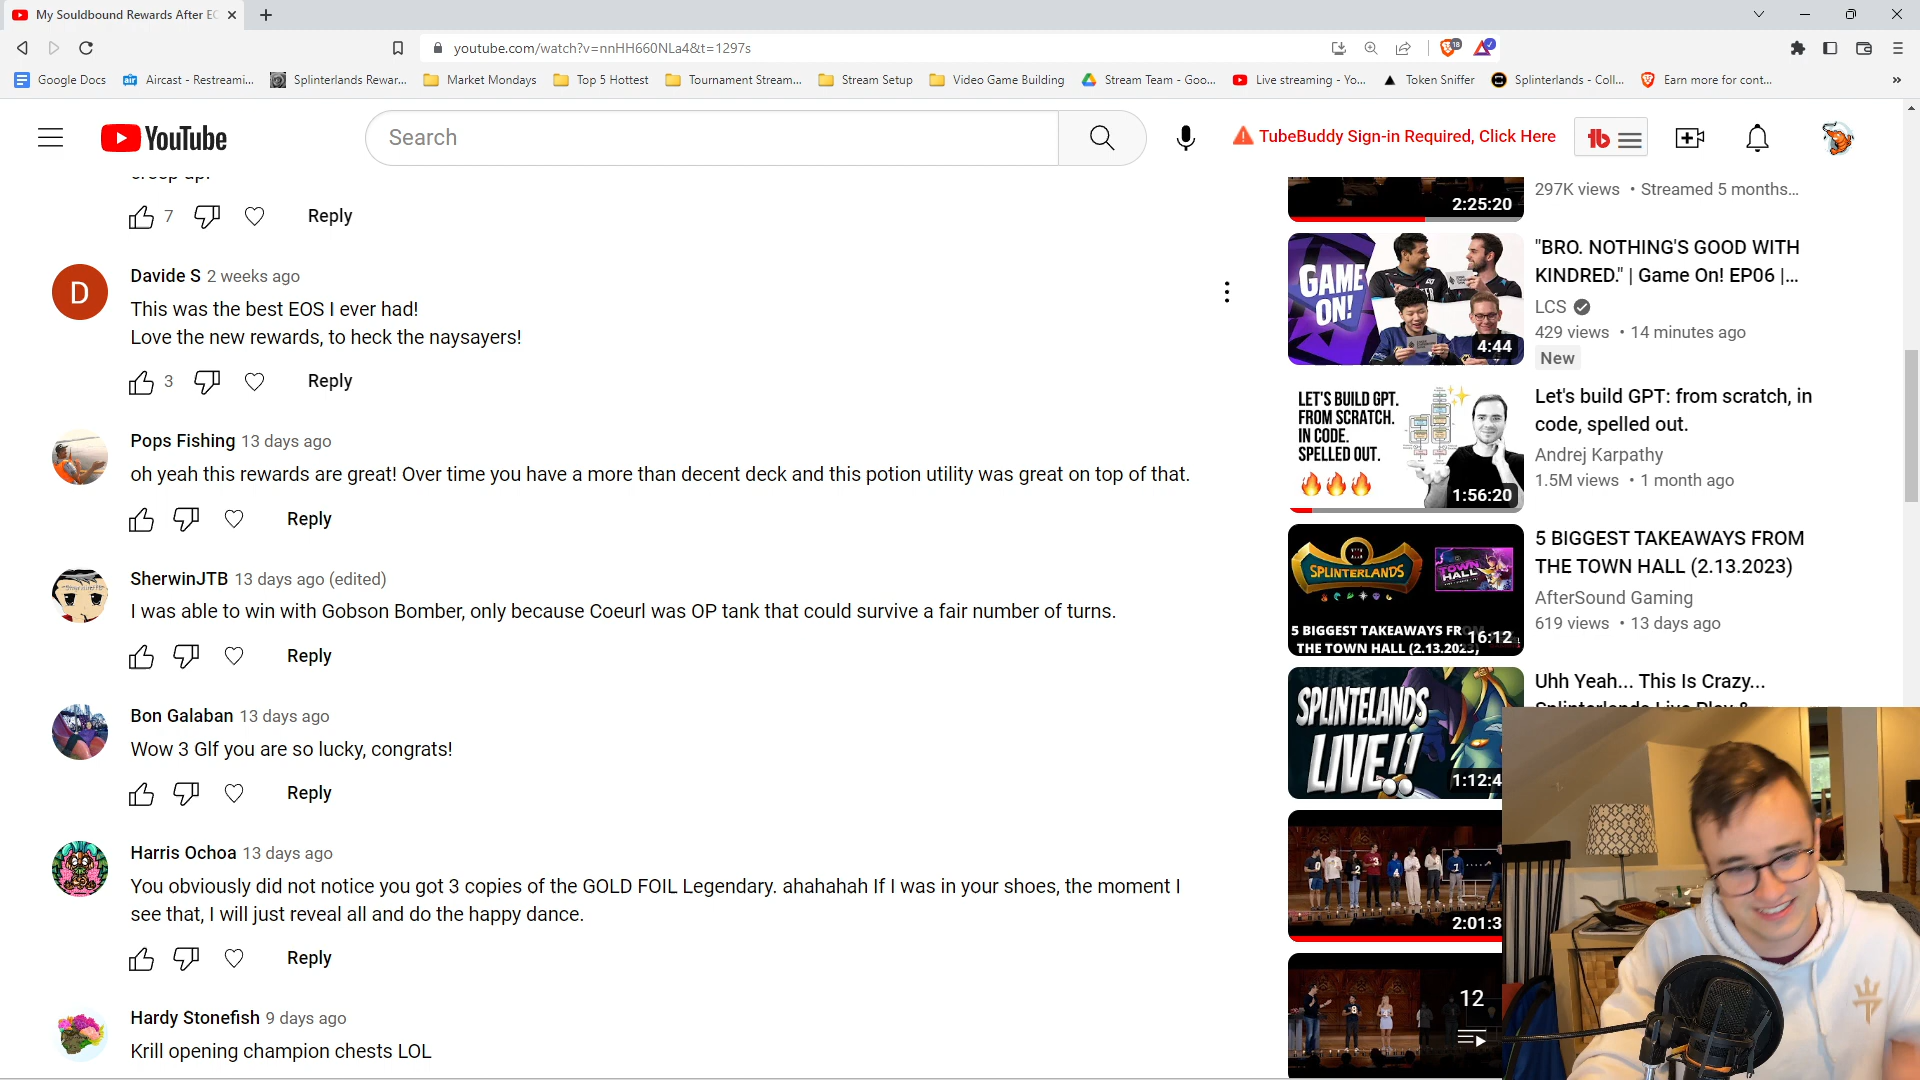 My Souldbound Rewards After EC
youtube.com/watch?v=nnHH660NLa4&t=1297s
18
Google Docs
Aircast - Restreami...
Splinterlands Rewar...
Market Mondays
Top 5 Hottest
Tournament Stream...
Stream Setup
Video Game Building
Stream Team - Goo...
Live streaming - Yo...
Token Sniffer
Splinterlands - Coll...
Earn more for cont...
YouTube
Search
TubeBuddy Sign-in Required, Click Here
tb
7
Reply
Davide S 2 weeks ago
D
This was the best EOS I ever had!
Love the new rewards, to heck the naysayers!
3
Reply
Pops Fishing 13 days ago
oh yeah this rewards are great! Over time you have a more than decent deck and this potion utility was great on top of that.
Reply
SherwinJTB 13 days ago (edited)
I was able to win with Gobson Bomber, only because Coeurl was OP tank that could survive a fair number of turns.
Reply
Bon Galaban 13 days ago
Wow 3 Glf you are so lucky, congrats!
Reply
Harris Ochoa 13 days ago
You obviously did not notice you got 3 copies of the GOLD FOIL Legendary. ahahahah If I was in your shoes, the moment I
see that, I will just reveal all and do the happy dance.
Reply
Hardy Stonefish 9 days ago
Krill opening champion chests LOL
2:25:20
297K views • Streamed 5 months...
GAME
ON!
4:44
"BRO. NOTHING'S GOOD WITH
KINDRED." | Game On! EP06 |...
LCS
429 views • 14 minutes ago
New
LET'S BUILD GPT.
FROM SCRATCH.
IN CODE.
SPELLED OUT.
1:56:20
Let's build GPT: from scratch, in
code, spelled out.
Andrej Karpathy
1.5M views • 1 month ago
SPLINTERLANDS
TOWN
HALL
5 BIGGEST TAKEAWAYS FR
THE TOWN HALL (2.13.2023)
16:12
5 BIGGEST TAKEAWAYS FROM
THE TOWN HALL (2.13.2023)
AfterSound Gaming
619 views • 13 days ago
SPLINTELANDS
LIVE!!
1:12:4
Uhh Yeah... This Is Crazy...
2:01:3
12